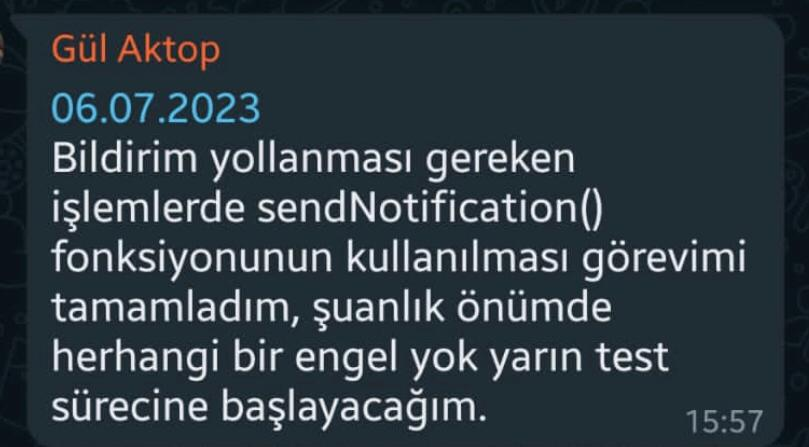 Gül Aktop
06.07.2023
Bildirim yollanması gereken
işlemlerde sendNotification()
fonksiyonunun kullanılması görevimi
tamamladım, şuanlık önümde
herhangi bir engel yok yarın test
sürecine başlayacağım.
15:57